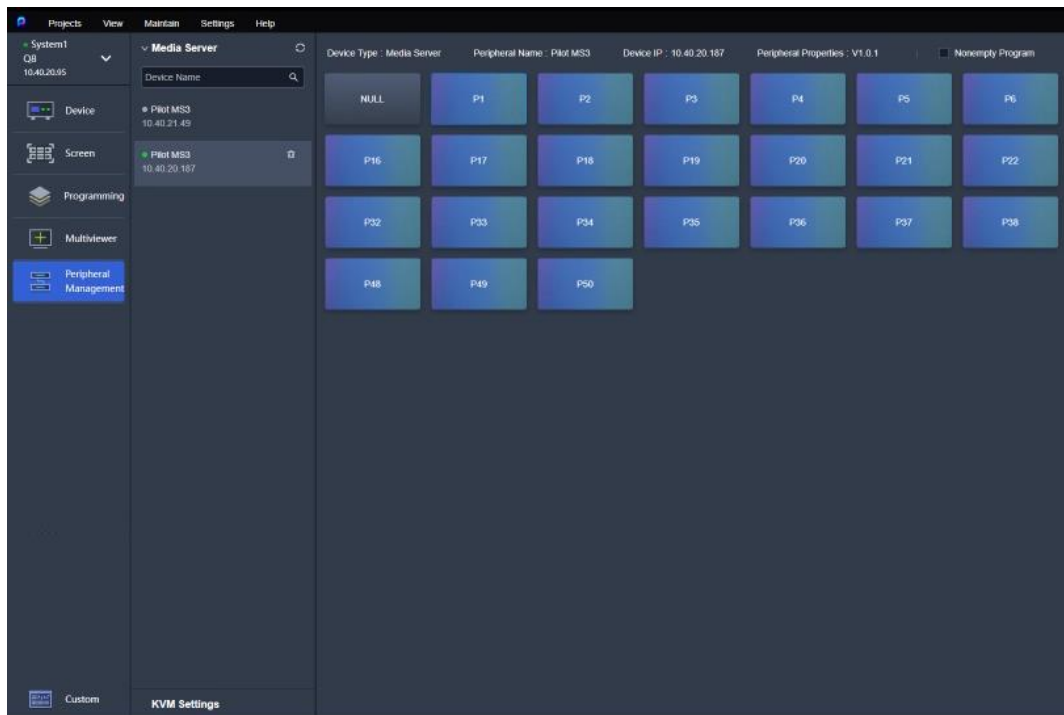 Projects View Maintain Settings Help
System1
Q8
10.40.20.95
Device
Screen
Programming
Multiviewer
Peripheral
Management
Custom
Media Server
Device Name
Pilot MS3
10.40.21.49
Pilot MS3
10.40.20.187
KVM Settings
Device Type : Media Server Peripheral Name : Pilot MS3 Device IP : 10.40.20.187 Peripheral Properties : V1.0.1 Nonempty Program
NULL P1 P2 P3 P4 P5 P6
P16 P17 P18 P19 P20 P21 P22
P32 P33 P34 P35 P36 P37 P38
P48 P49 P50